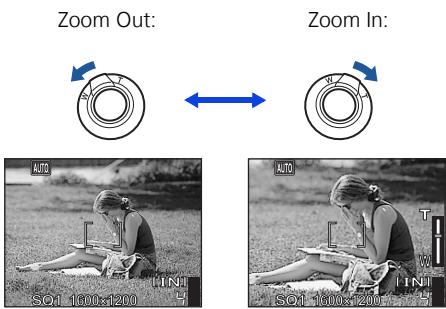 Zoom Out:
Zoom In:
W T
W T
AUTO
[IN]
SQ1 1600×1200 4
AUTO
T
W
[IN]
SQ1 1600×1200 4